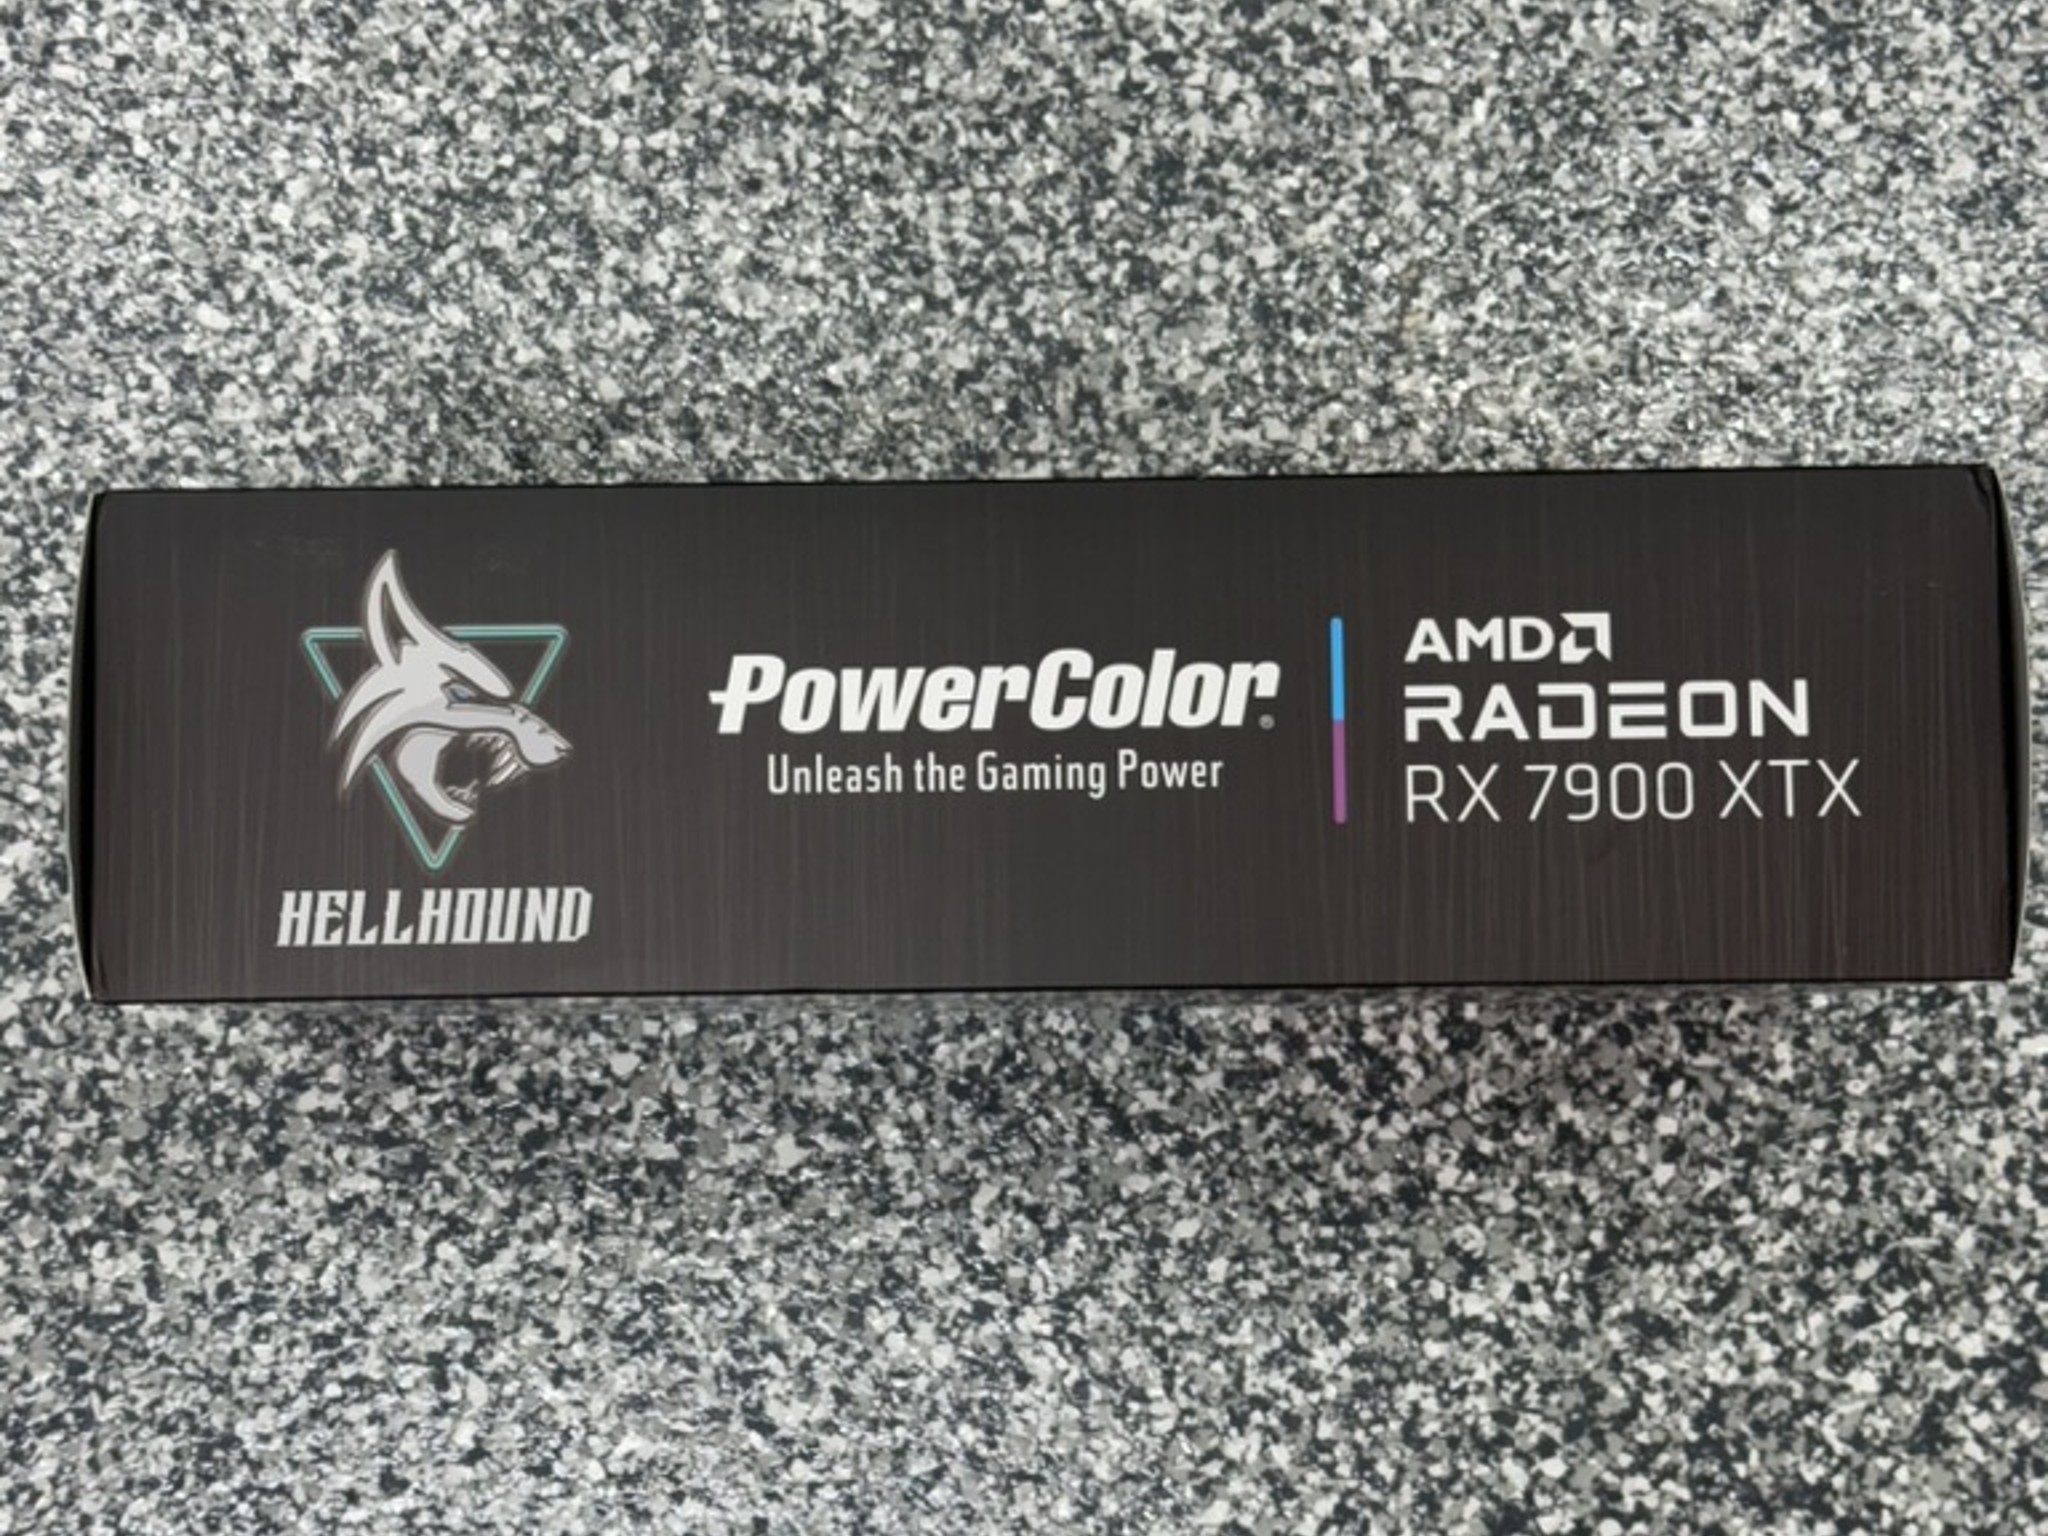 HELLHOUND
PowerColor®
Unleash the Gaming Power
AMD
RADEON
RX 7900 XTX